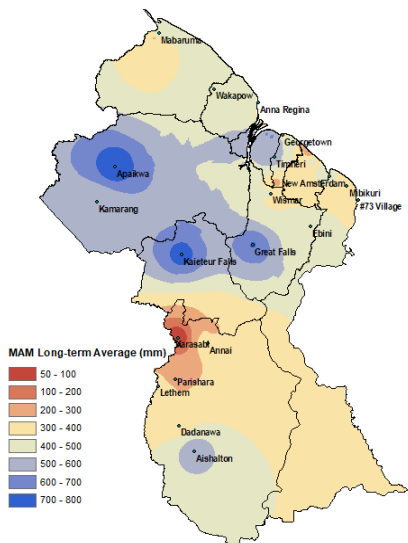 Mabaruma
Wakapow
Anna Regina
Georgetown
Timheri
Apaikwa
New Amsterdam
Mibikuri
Wismar
#73 Village
Kamarang
Ebini
Great Falls
Kaieteur Falls
Karasabi
Annai
MAM Long-term Average (mm)
50 - 100
100 - 200
200 - 300
300 - 400
400 - 500
500 - 600
600 - 700
700 - 800
Parishara
Lethem
Dadanawa
Aishalton